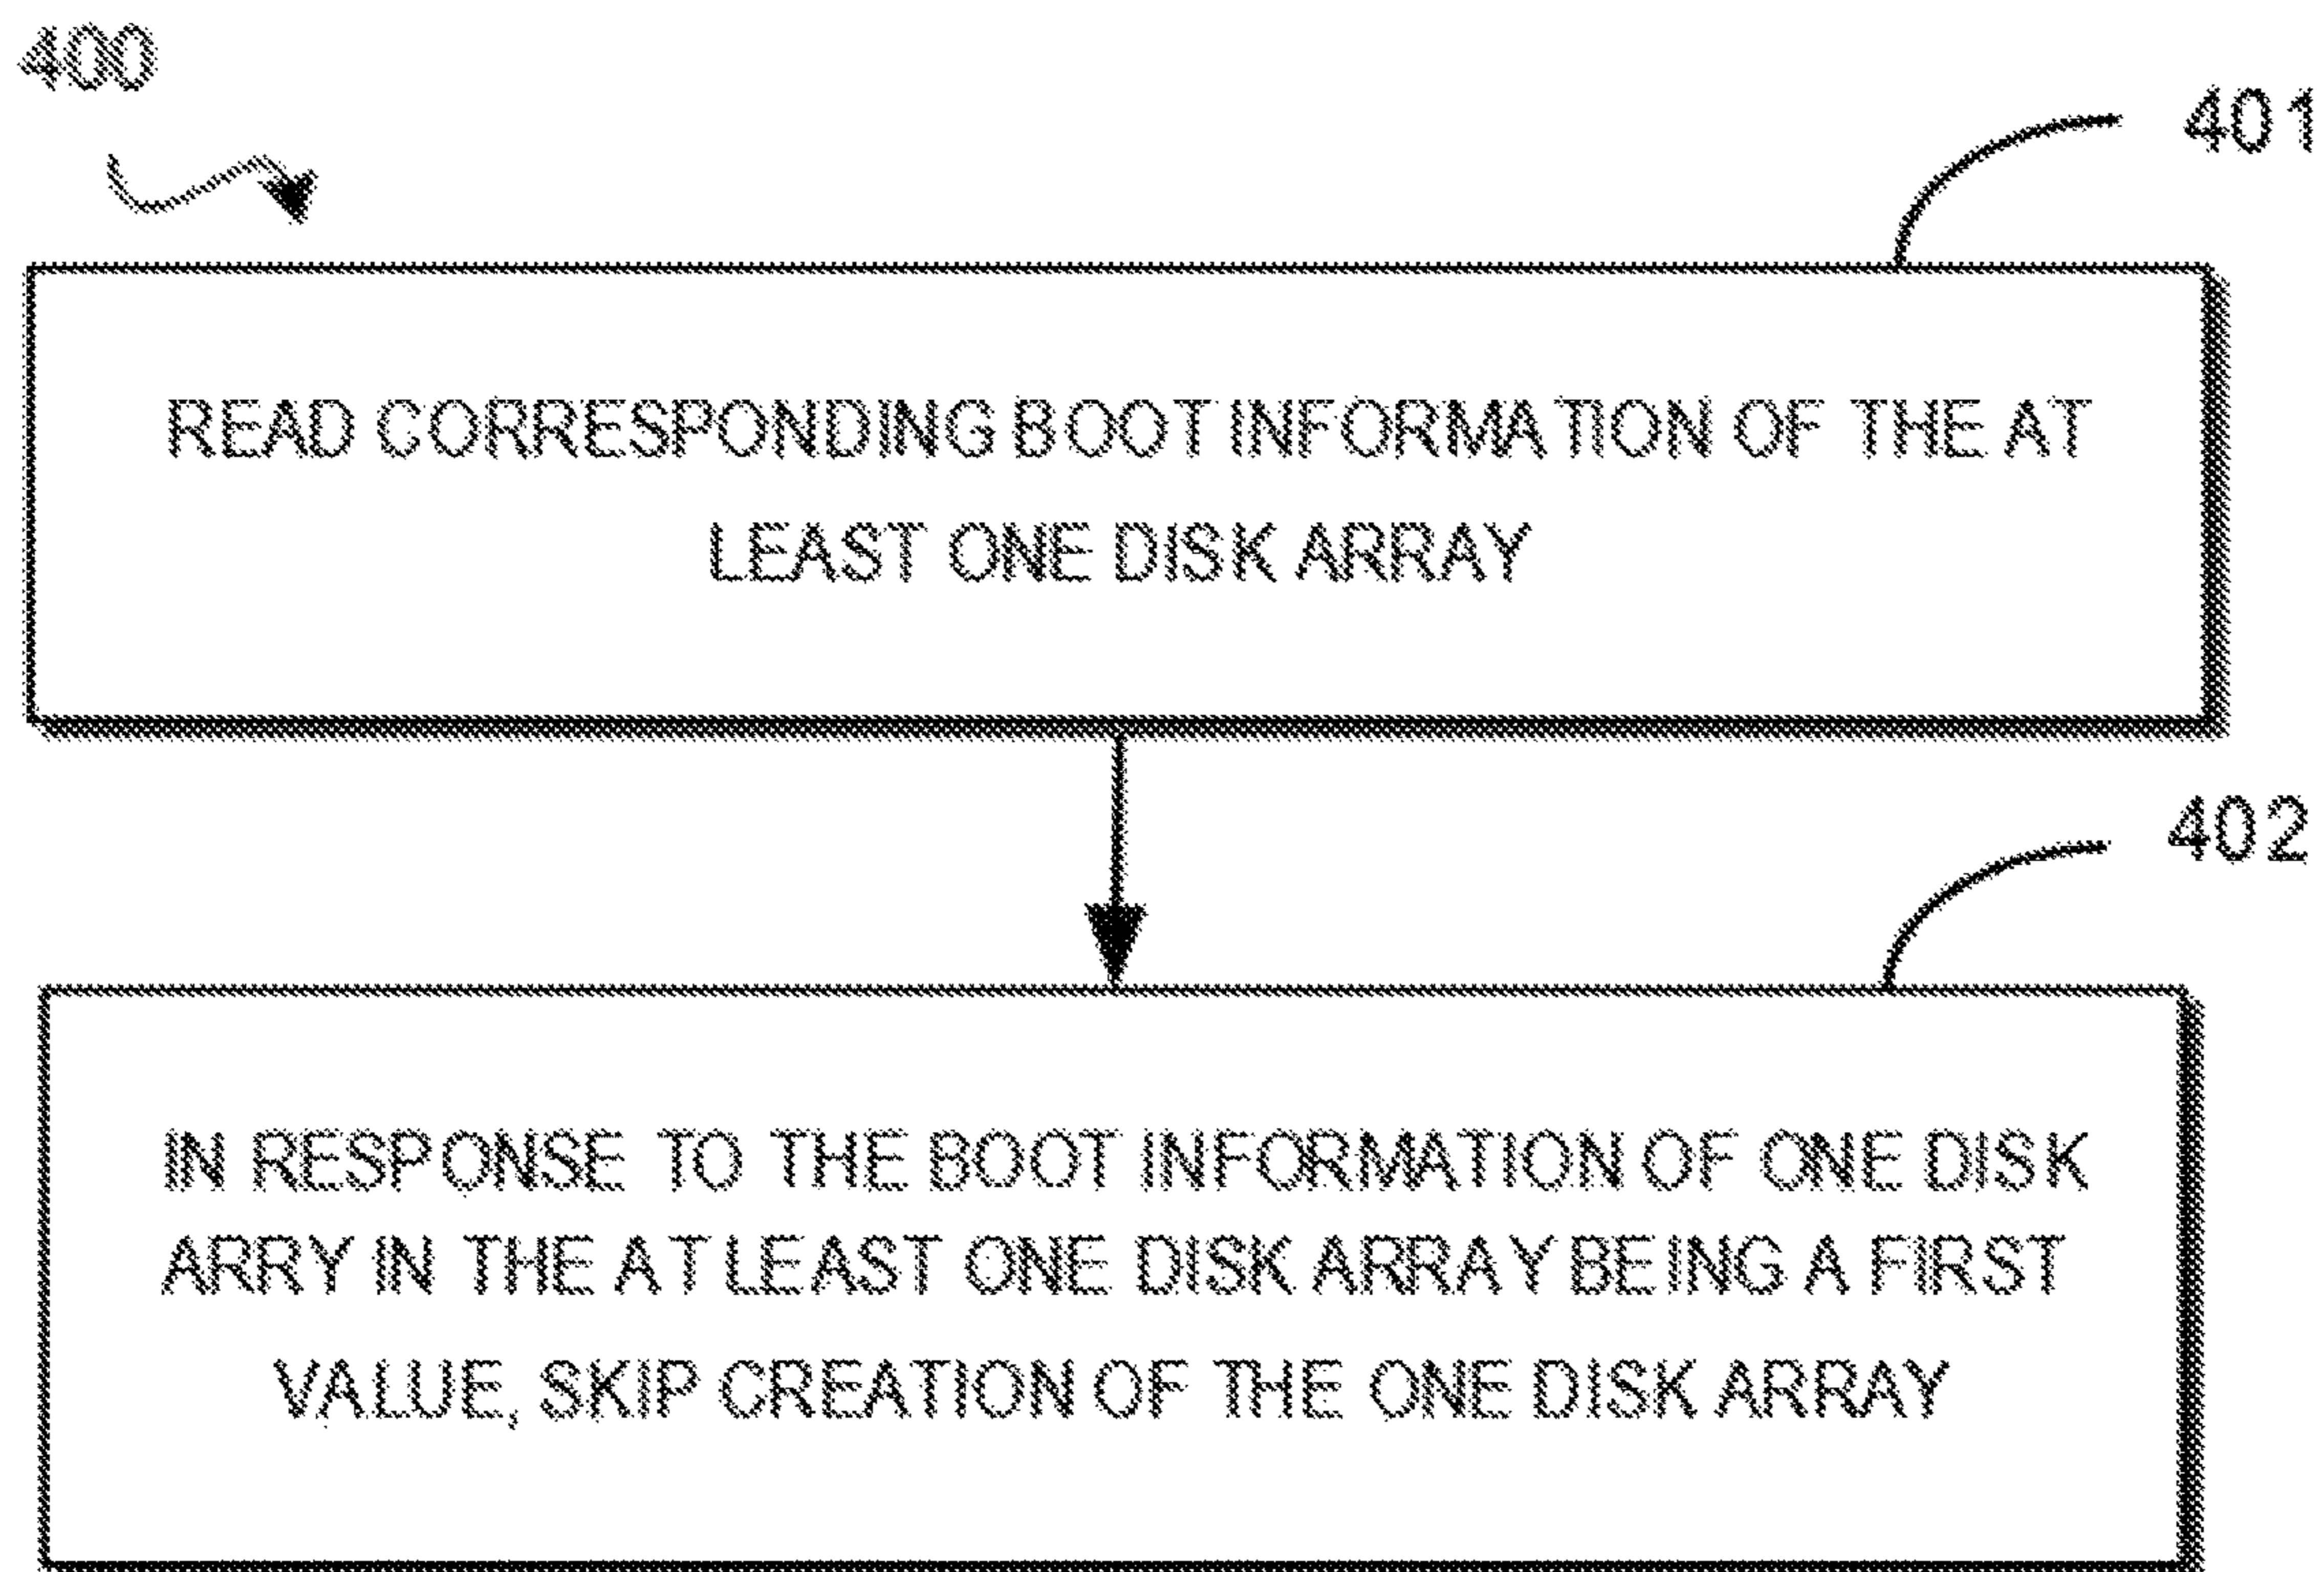 400
401
READ CORRESPONDING BOOT INFORMATION OF THE AT
LEAST ONE DISK ARRAY
402
IN RESPONSE TO THE BOOT INFORMATION OF ONE DISK
ARRY IN THE AT LEAST ONE DISK ARRAY BEING A FIRST
VALUE, SKIP CREATION OF THE ONE DISK ARRAY